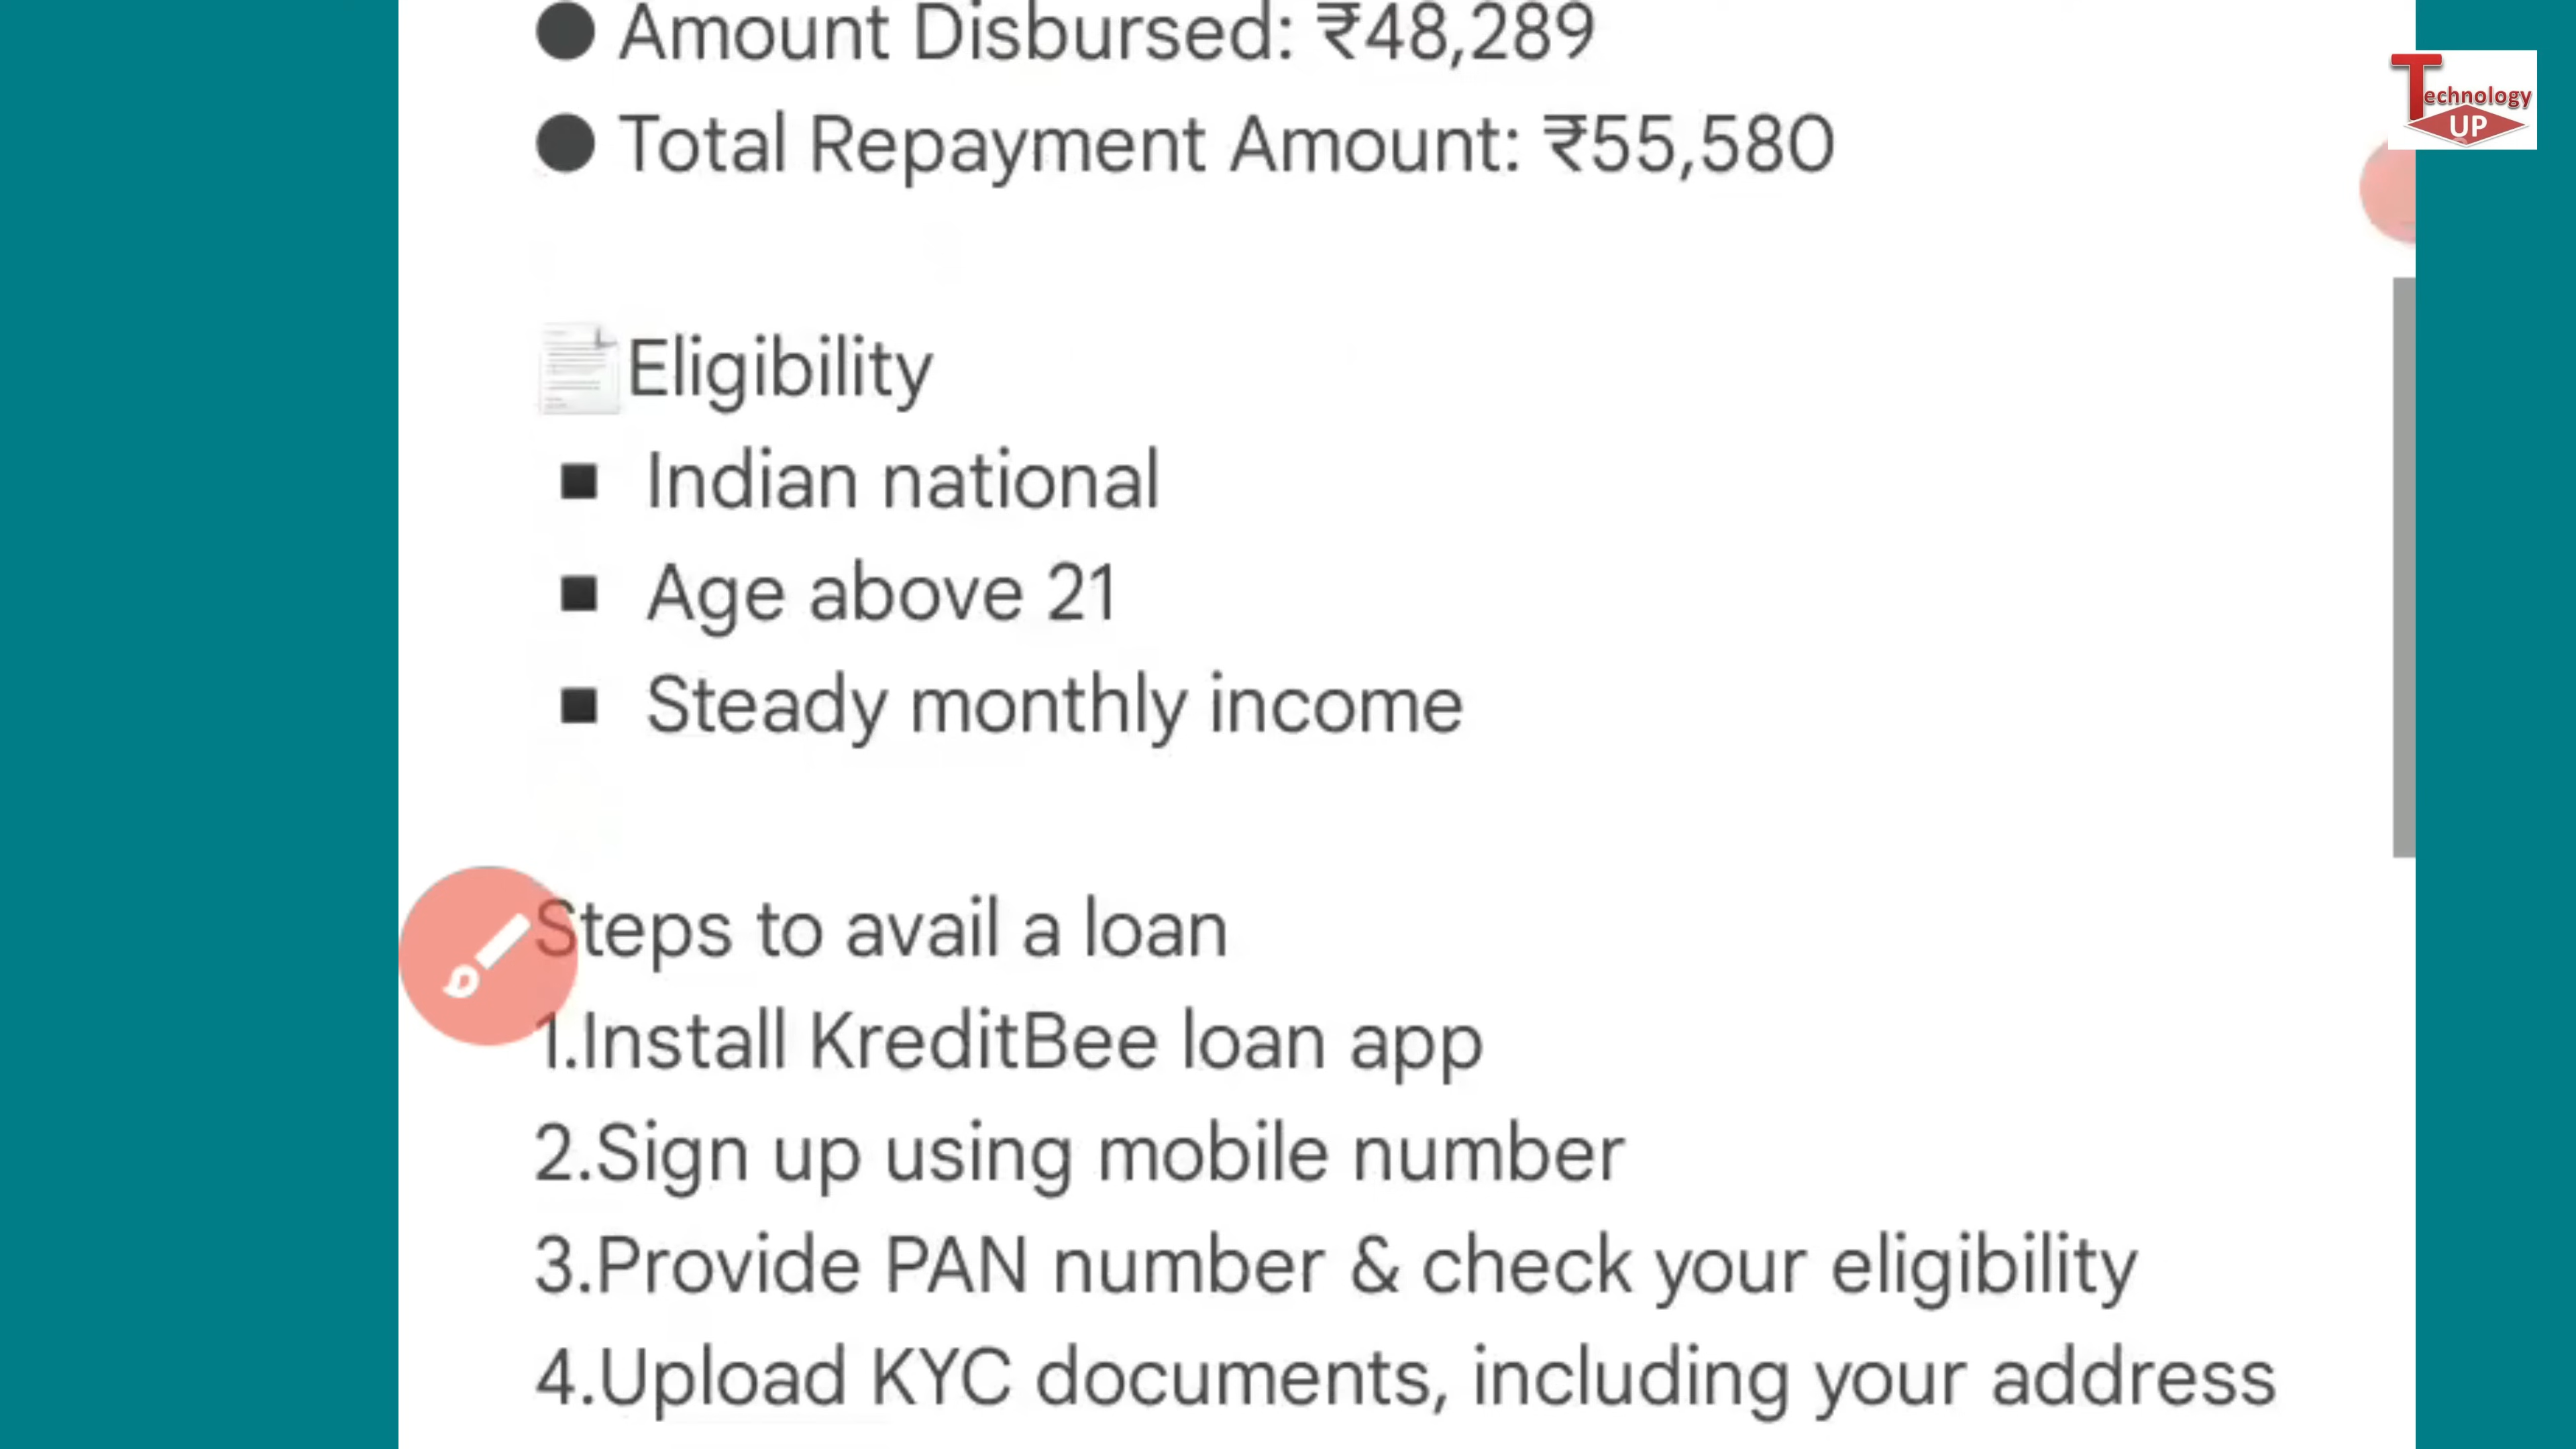 ● Amount Disbursed: ₹48,289
● Total Repayment Amount: ₹55,580
Technology
UP
Eligibility
▪ Indian national
▪ Age above 21
▪ Steady monthly income
Steps to avail a loan
1.Install KreditBee loan app
2.Sign up using mobile number
3.Provide PAN number & check your eligibility
4.Upload KYC documents, including your address